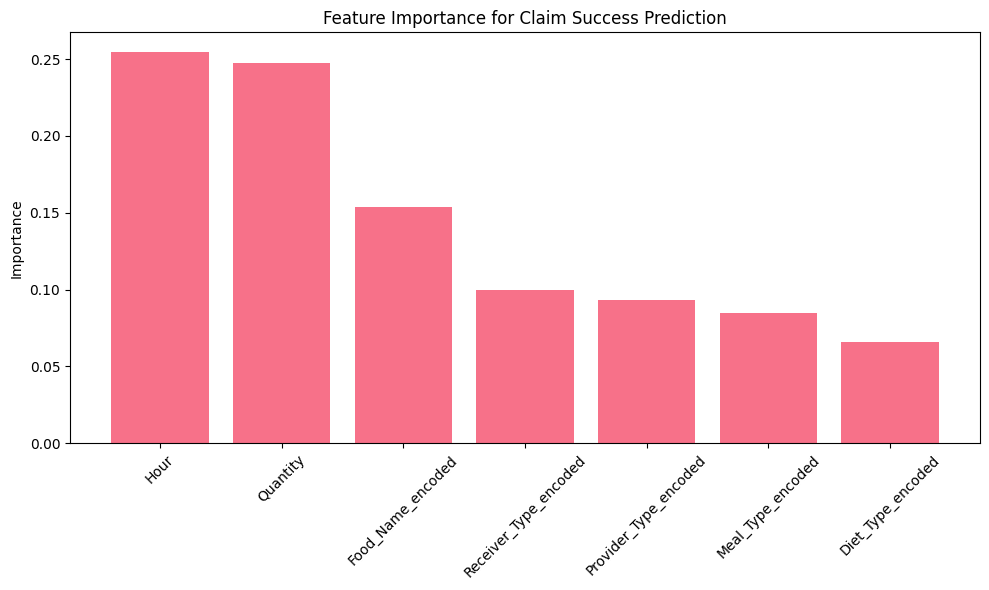 Feature Importance for Claim Success Prediction
Importance
0.25
0.20
0.15
0.10
0.05
0.00
Hour
Quantity
Food_Name_encoded
Receiver_Type_encoded
Provider_Type_encoded
Meal_Type_encoded
Diet_Type_encoded